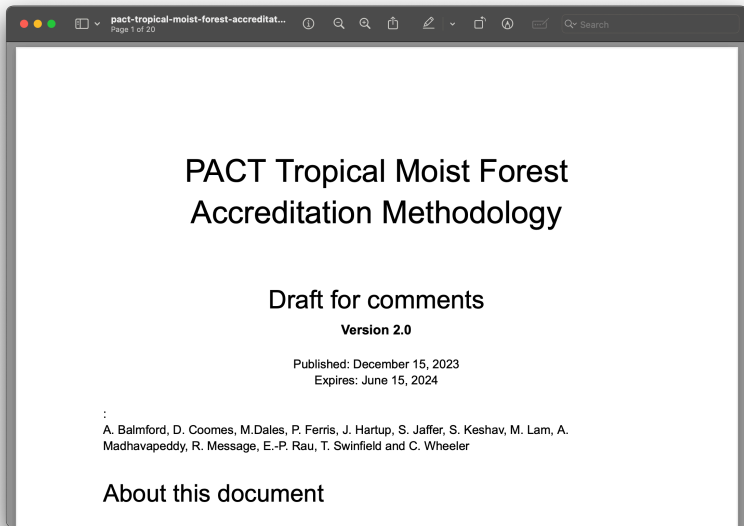 pact-tropical-moist-forest-accreditat...
Page 1 of 20
Search
PACT Tropical Moist Forest
Accreditation Methodology
Draft for comments
Version 2.0
Published: December 15, 2023
Expires: June 15, 2024
:
A. Balmford, D. Coomes, M.Dales, P. Ferris, J. Hartup, S. Jaffer, S. Keshav, M. Lam, A.
Madhavapeddy, R. Message, E.-P. Rau, T. Swinfield and C. Wheeler
About this document